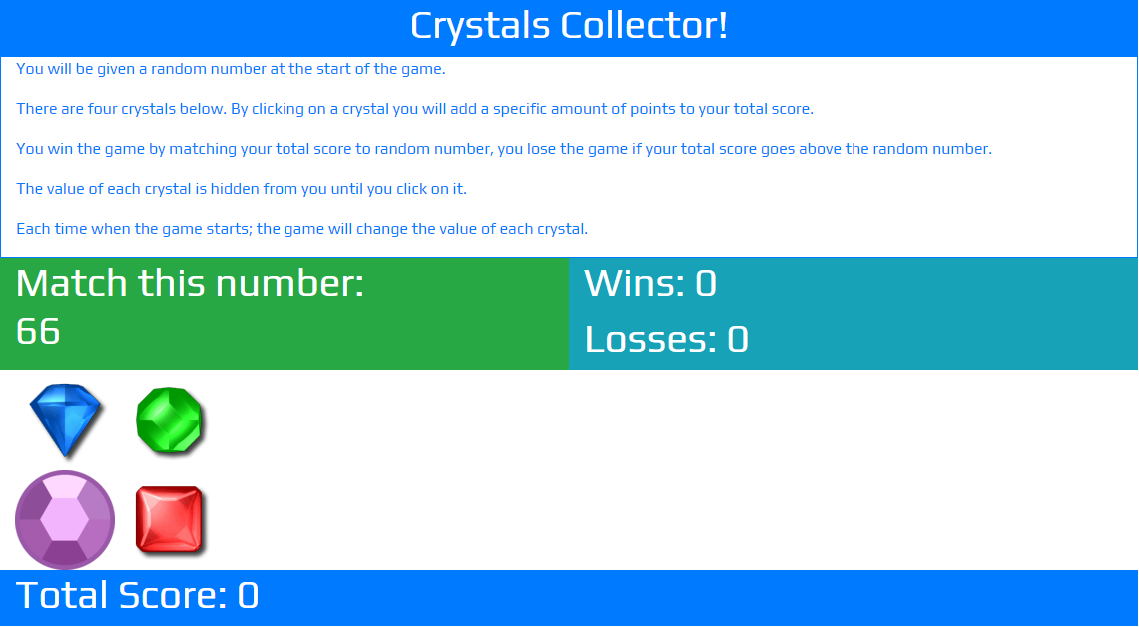 Crystals Collector!
You will be given a random number at the start of the game.
There are four crystals below. By clicking on a crystal you will add a specific amount of points to your total score.
You win the game by matching your total score to random number, you lose the game if your total score goes above the random number.
The value of each crystal is hidden from you until you click on it.
Each time when the game starts; the game will change the value of each crystal.
Match this number:
66
Wins: 0
Losses: 0
Total Score: 0